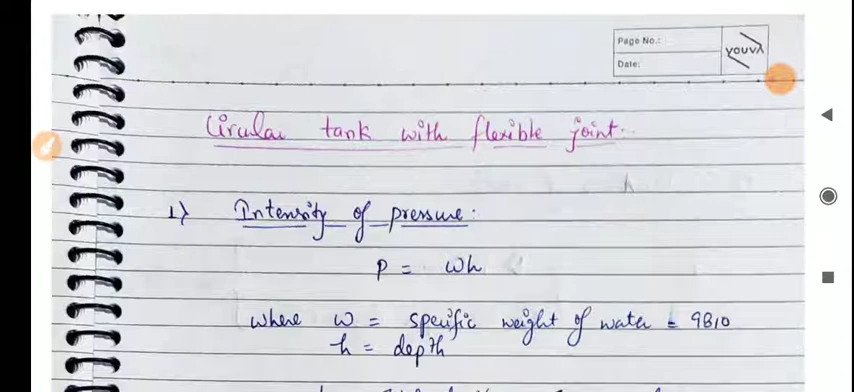 Page No.:
Date:
youva
Circular tank with flexible joint.
1) Intensity of pressure:
P = wh
where w = specific weight of water = 9810
h = depth